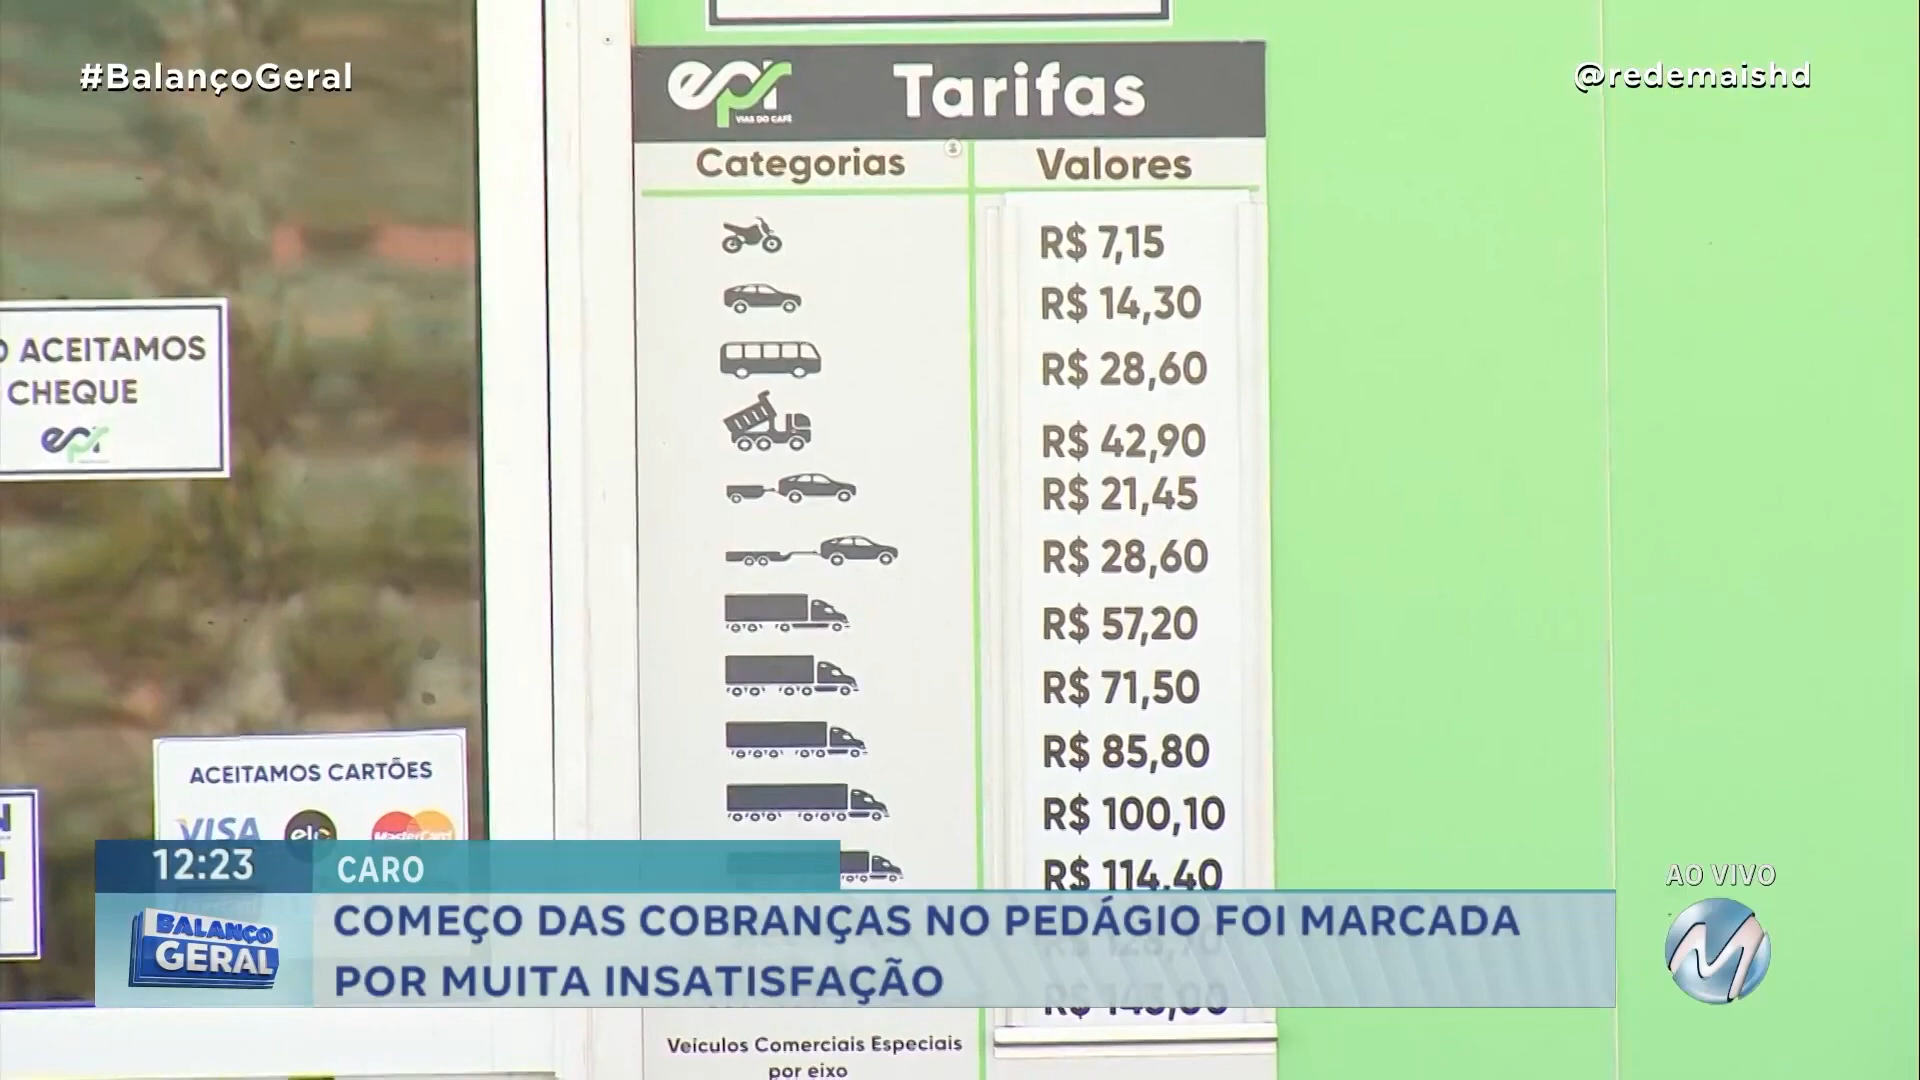 #BalançoGeral
@redemaishd
epr
VIAS DO CAFÉ
Tarifas
Categorias
Valores
R$ 7,15
R$ 14,30
R$ 28,60
R$ 42,90
R$ 21,45
R$ 28,60
R$ 57,20
R$ 71,50
R$ 85,80
R$ 100,10
R$ 114,40
R$ 143,00
Veículos Comerciais Especiais
por eixo
ACEITAMOS
CHEQUE
epr
ACEITAMOS CARTÕES
VISA
elo
MasterCard
12:23
CARO
BALANÇO
GERAL
COMEÇO DAS COBRANÇAS NO PEDÁGIO FOI MARCADA
POR MUITA INSATISFAÇÃO
AO VIVO
M